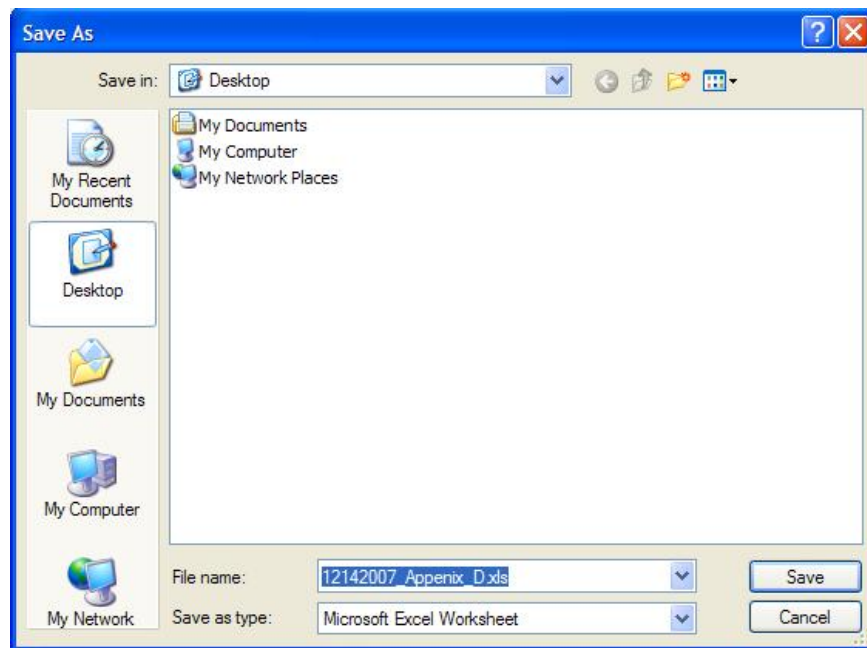 Save As
Save in:
Desktop
My Documents
My Computer
My Network Places
My Recent
Documents
Desktop
My Documents
My Computer
My Network
File name:
12142007_Appenix_D.xls
Save
Save as type:
Microsoft Excel Worksheet
Cancel